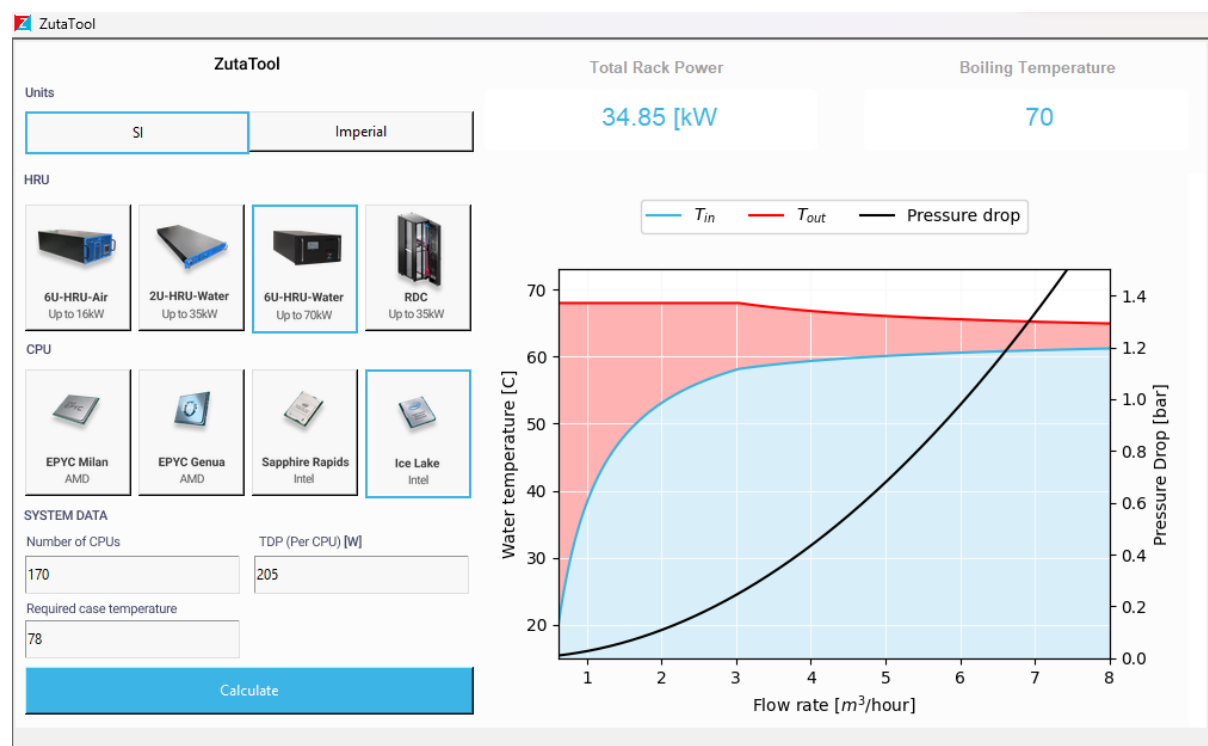 ZutaTool
ZutaTool
Units
SI
Imperial
HRU
6U-HRU-Air
Up to 16kW
2U-HRU-Water
Up to 35kW
6U-HRU-Water
Up to 70kW
RDC
Up to 35kW
CPU
EPYC Milan
AMD
EPYC Genua
AMD
Sapphire Rapids
Intel
Ice Lake
Intel
SYSTEM DATA
Number of CPUs
TDP (Per CPU) [W]
170
205
Required case temperature
78
Calculate
Total Rack Power
34.85 [kW
Boiling Temperature
70
T_in
T_out
Pressure drop
Water temperature [C]
70
60
50
40
30
20
1 2 3 4 5 6 7 8
Flow rate [m³/hour]
1.4
1.2
1.0
0.8
0.6
0.4
0.2
0.0
Pressure Drop [bar]